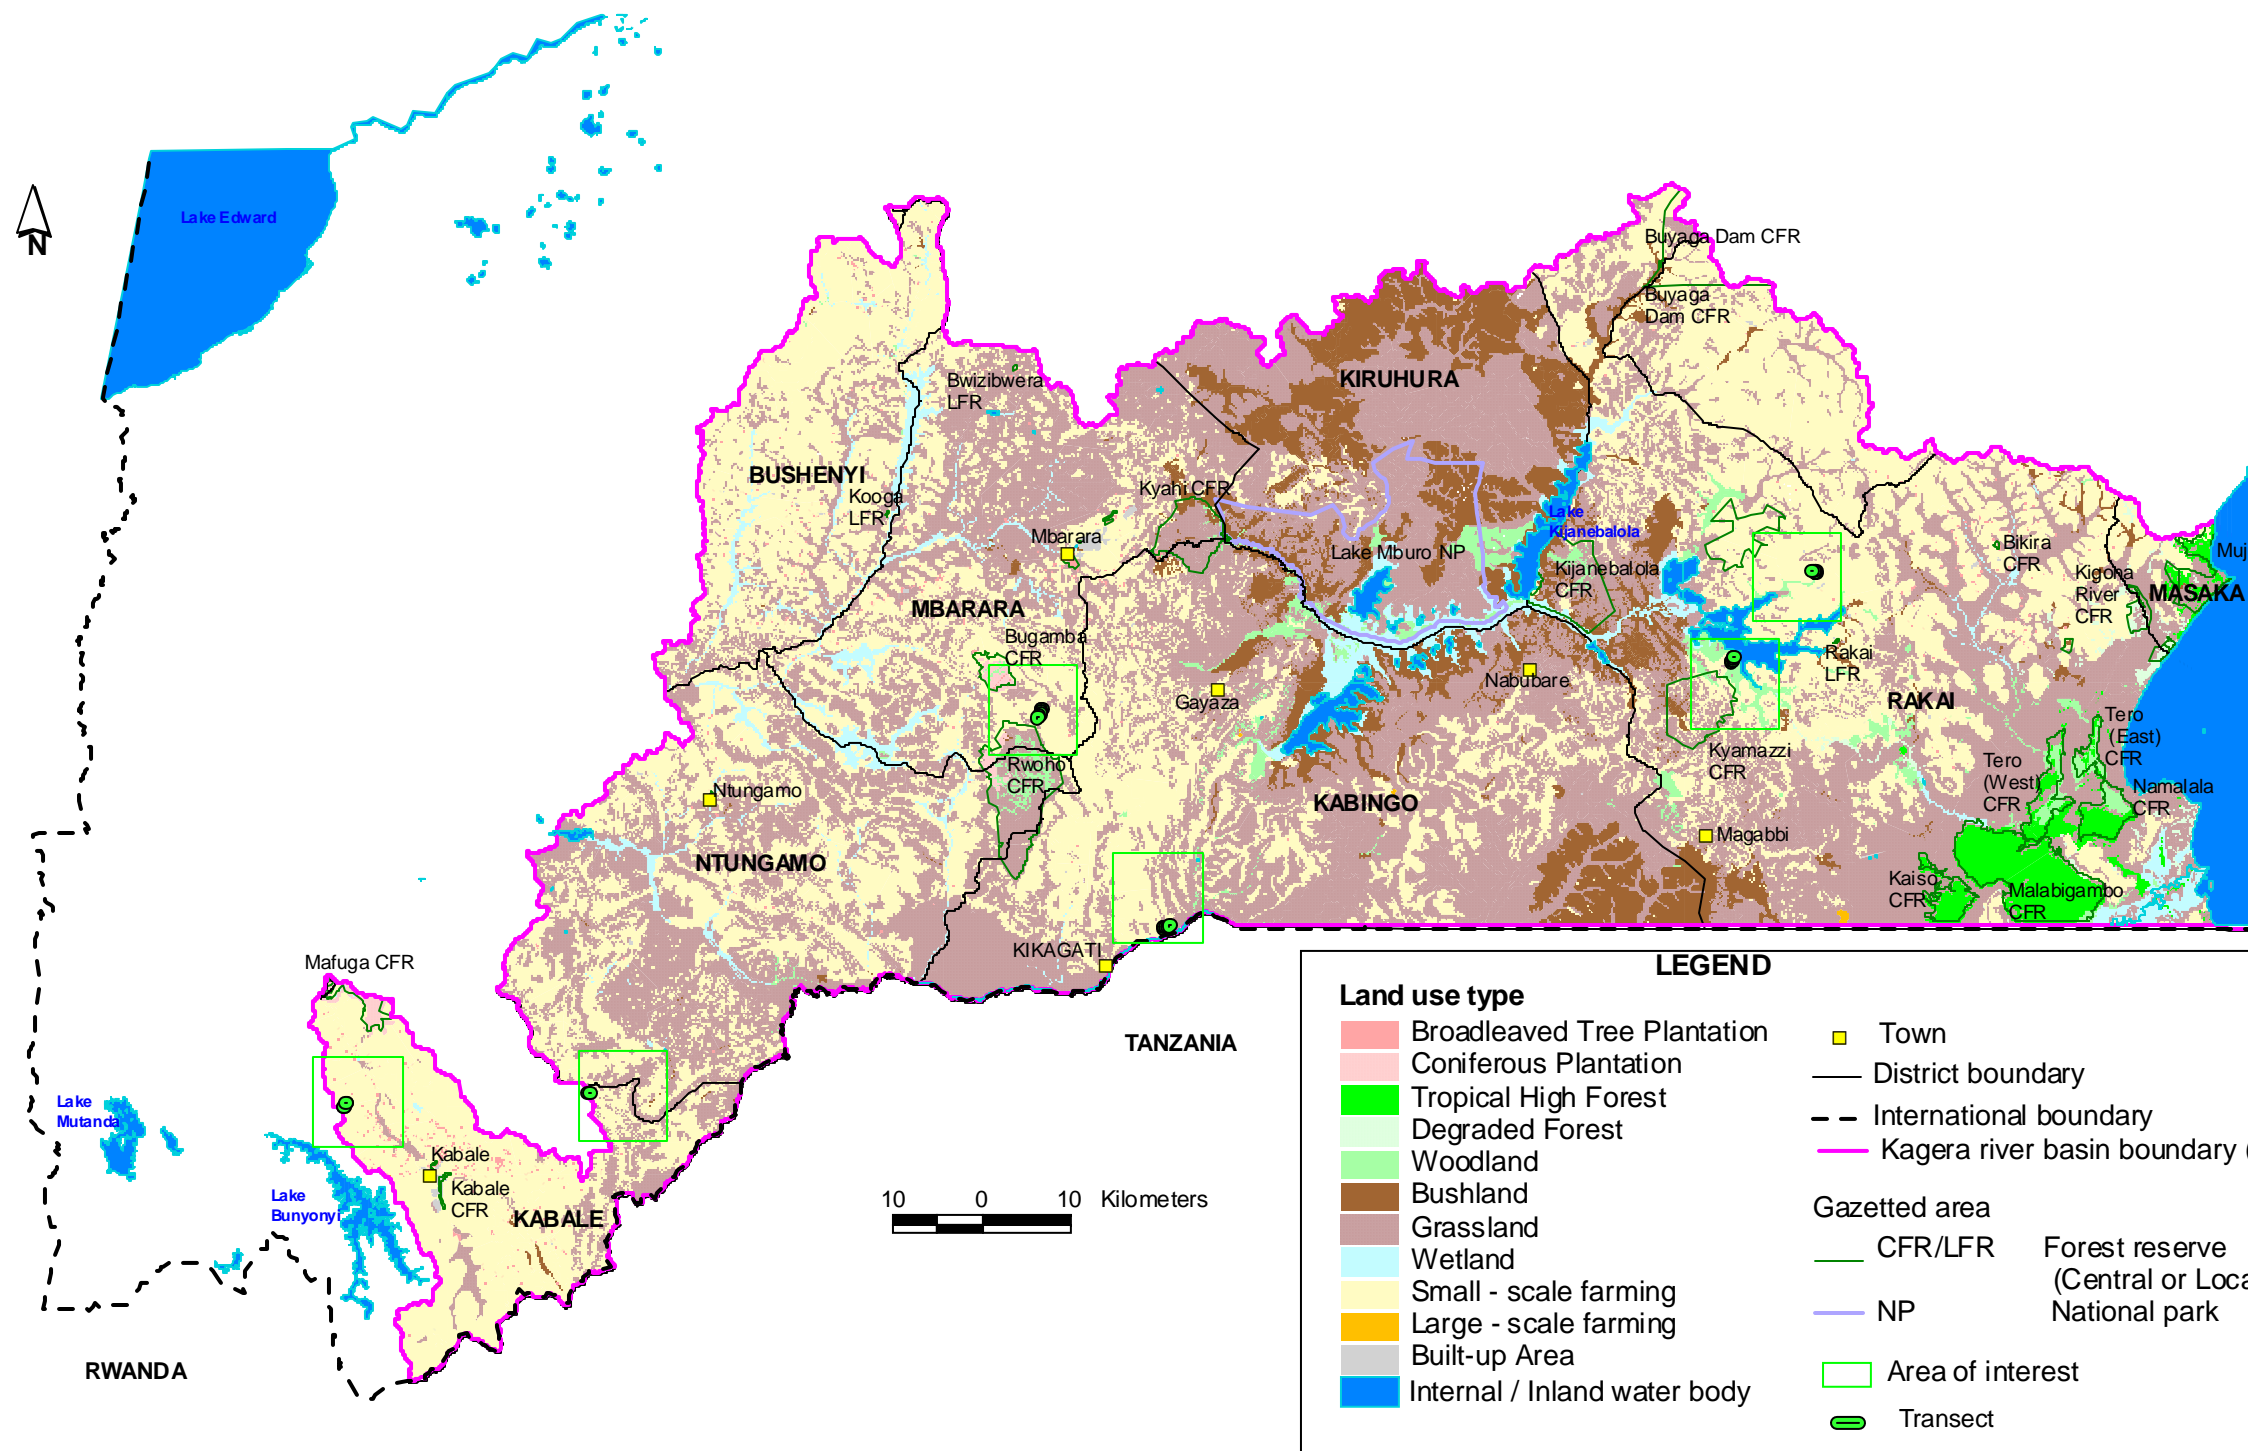 Lake Edward
N
Buyaga Dam CFR
Buyaga
Dam CFR
KIRUHURA
Bwizibwera
LFR
BUSHENYI
Kooga
LFR
Kyahi CFR
Mbarara
Lake
Kijanebalola
Lake Mburo NP
Kijanebalola
CFR
Bikira
CFR
Kigona
River
CFR
Muj
MASAKA
MBARARA
Bugamba
CFR
Rakai
LFR
Nabubare
Gayaza
RAKAI
Kyamazzi
CFR
Tero
(East)
CFR
Tero
(West)
CFR
Namalala
CFR
Rwoho
CFR
Ntungamo
KABINGO
Magabbi
NTUNGAMO
Kaiso
CFR
Malabigambo
CFR
KIKAGATI
Mafuga CFR
TANZANIA
Lake
Mutanda
Kabale
Kabale
CFR
Lake
Bunyonyi
KABALE
RWANDA
10 0 10 Kilometers
LEGEND
Land use type
Broadleaved Tree Plantation
Coniferous Plantation
Tropical High Forest
Degraded Forest
Woodland
Bushland
Grassland
Wetland
Small - scale farming
Large - scale farming
Built-up Area
Internal / Inland water body
Town
District boundary
International boundary
Kagera river basin boundary (
Gazetted area
CFR/LFR Forest reserve
(Central or Loca
NP National park
Area of interest
Transect